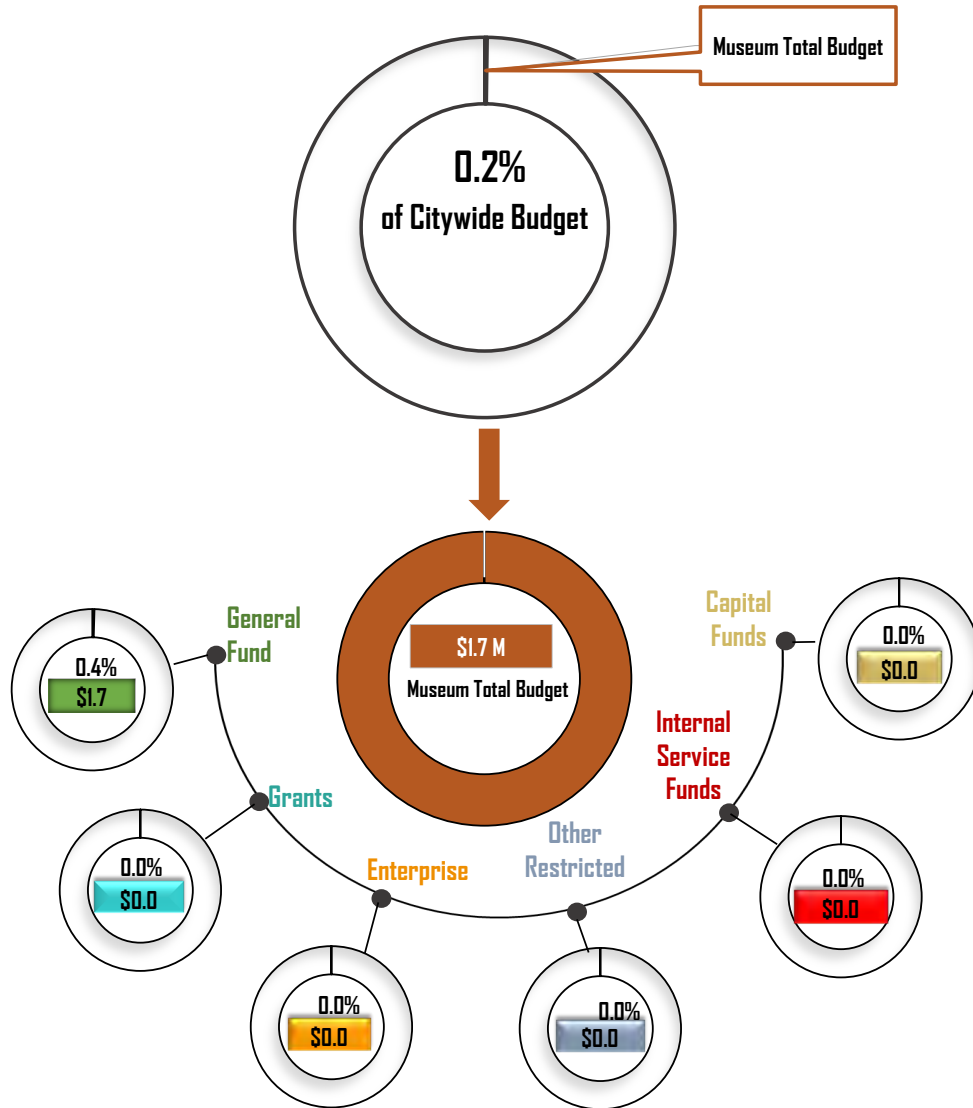 Museum Total Budget
0.2%
of Citywide Budget
$1.7 M
Museum Total Budget
General
Fund
0.4%
$1.7
Grants
0.0%
$0.0
Enterprise
0.0%
$0.0
Other
Restricted
0.0%
$0.0
Internal
Service
Funds
0.0%
$0.0
Capital
Funds
0.0%
$0.0